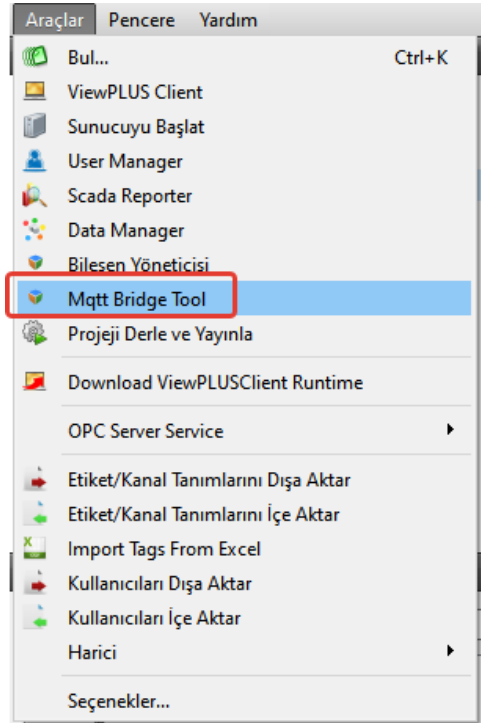 Araçlar Pencere Yardım
Bul... Ctrl+K
ViewPLUS Client
Sunucuyu Başlat
User Manager
Scada Reporter
Data Manager
Bileşen Yöneticisi
Mqtt Bridge Tool
Projeji Derle ve Yayınla
Download ViewPLUSClient Runtime
OPC Server Service
Etiket/Kanal Tanımlarını Dışa Aktar
Etiket/Kanal Tanımlarını İçe Aktar
Import Tags From Excel
Kullanıcıları Dışa Aktar
Kullanıcıları İçe Aktar
Harici
Seçenekler...